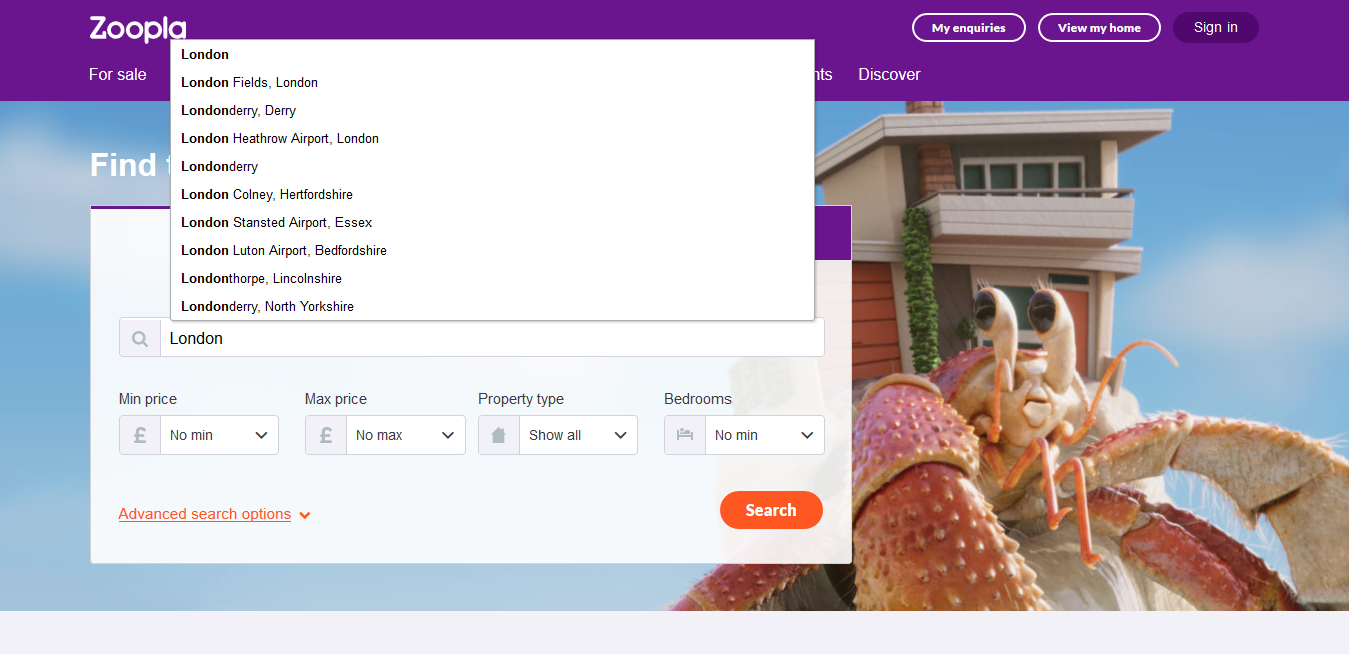 Zoopla
My enquiries
View my home
Sign in
For sale
Discover
London
London Fields, London
Londonderry, Derry
London Heathrow Airport, London
Londonderry
London Colney, Hertfordshire
London Stansted Airport, Essex
London Luton Airport, Bedfordshire
Londonthorpe, Lincolnshire
Londonderry, North Yorkshire
Find
London
Min price
Max price
Property type
Bedrooms
£ No min
£ No max
Show all
No min
Advanced search options
Search